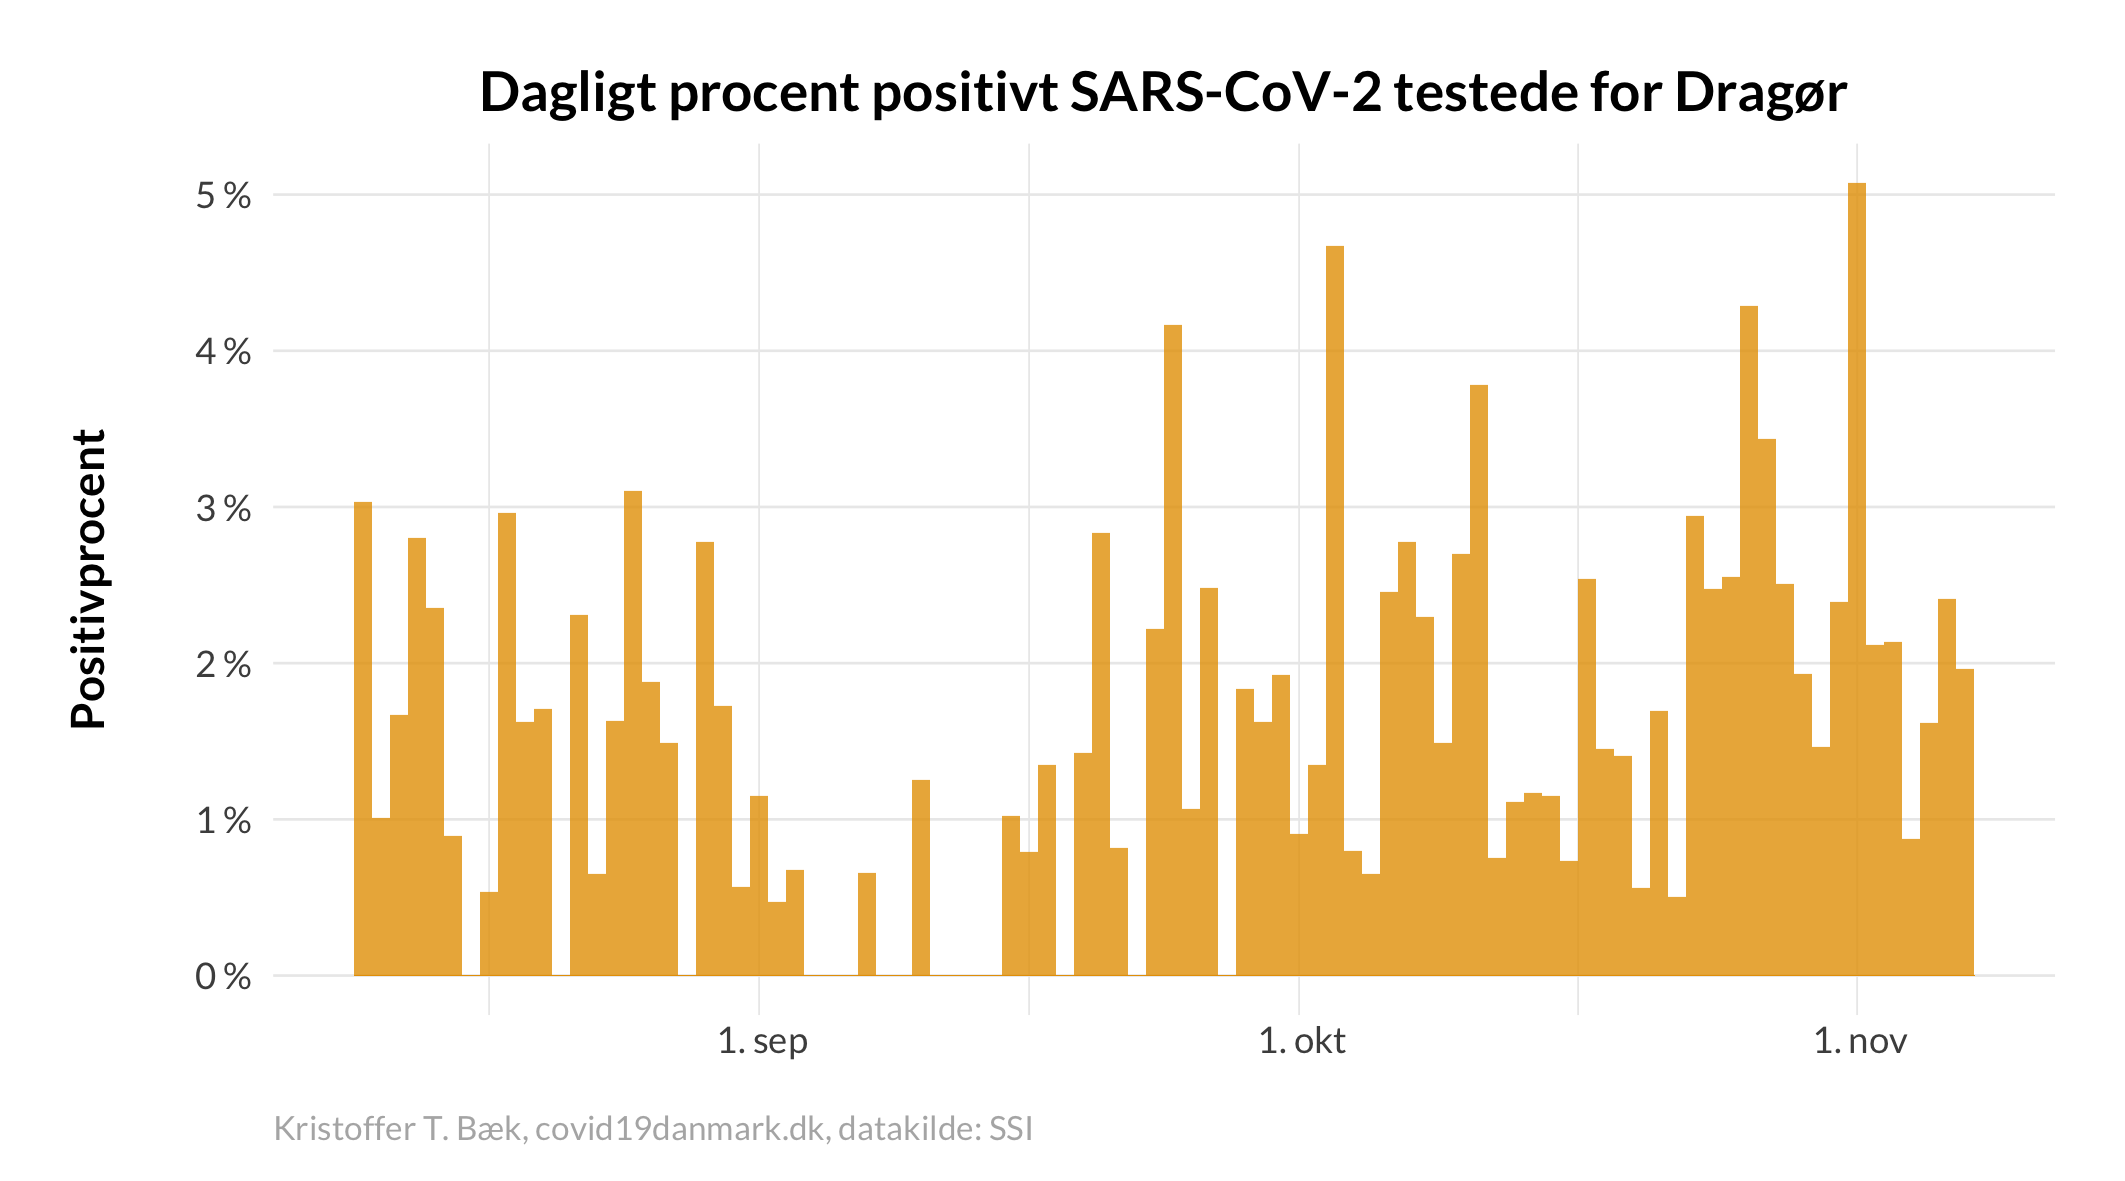 Dagligt procent positivt SARS-CoV-2 testede for Dragør
Positivprocent
5 %
4 %
3 %
2 %
1 %
0 %
1. sep
1. okt
1. nov
Kristoffer T. Bæk, covid19danmark.dk, datakilde: SSI